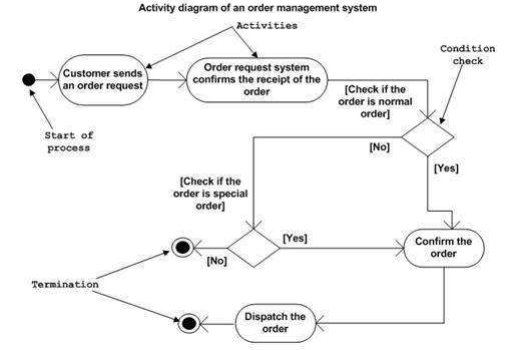 Activity diagram of an order management system
Activities
Condition
check
Customer sends
an order request
Order request system
confirms the receipt of the
order
[Check if the
order is normal
order]
Start of
process
[No]
[Yes]
[Check if the
order is special
order]
[Yes]
[No]
Confirm the
order
Termination
Dispatch the
order